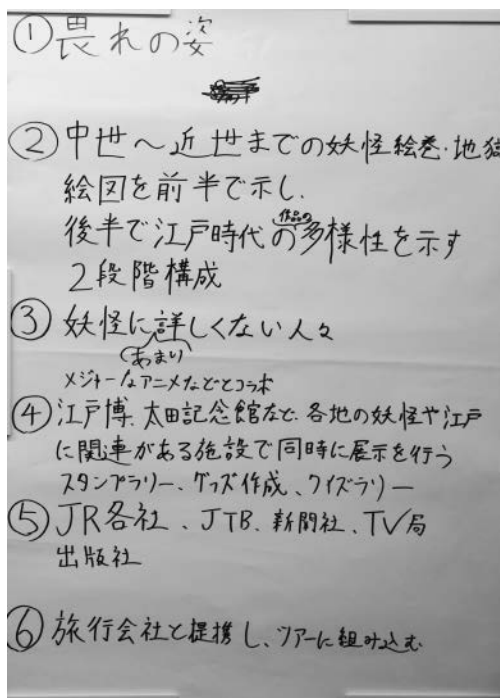 ①畏れの姿
②中世～近世までの妖怪絵巻・地獄
絵図を前半で示し、
後半で江戸時代の作品の多様性を示す
2段階構成
③妖怪にあまり詳しくない人々
メジャーなアニメなどとコラボ
④江戸博、太田記念館など、各地の妖怪や江戸
に関連がある施設で同時に展示を行う
スタンプラリー、グッズ作成、クイズラリー
⑤JR各社、JTB、新聞社、TV局
出版社
⑥旅行会社と提携し、ツアーに組み込む